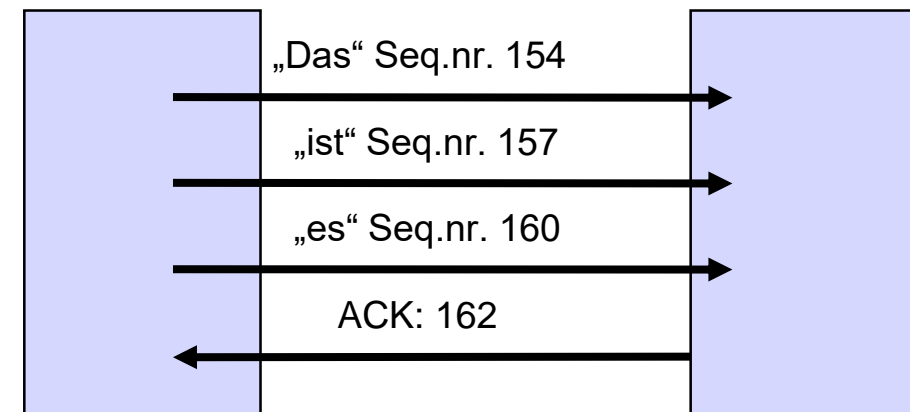 „Das“ Seq.nr. 154
„ist“ Seq.nr. 157
„es“ Seq.nr. 160
ACK: 162